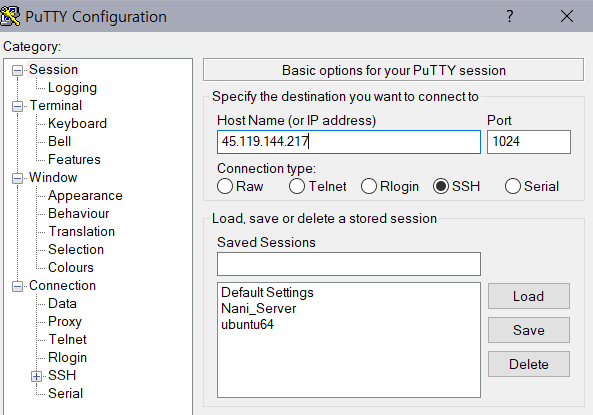 PuTTY Configuration
?
Category:
Session
Logging
Terminal
Keyboard
Bell
Features
Window
Appearance
Behaviour
Translation
Selection
Colours
Connection
Data
Proxy
Telnet
Rlogin
SSH
Serial
Basic options for your PuTTY session
Specify the destination you want to connect to
Host Name (or IP address) Port
45.119.144.217 1024
Connection type:
Raw Telnet Rlogin SSH Serial
Load, save or delete a stored session
Saved Sessions
Default Settings
Nani_Server
ubuntu64
Load
Save
Delete